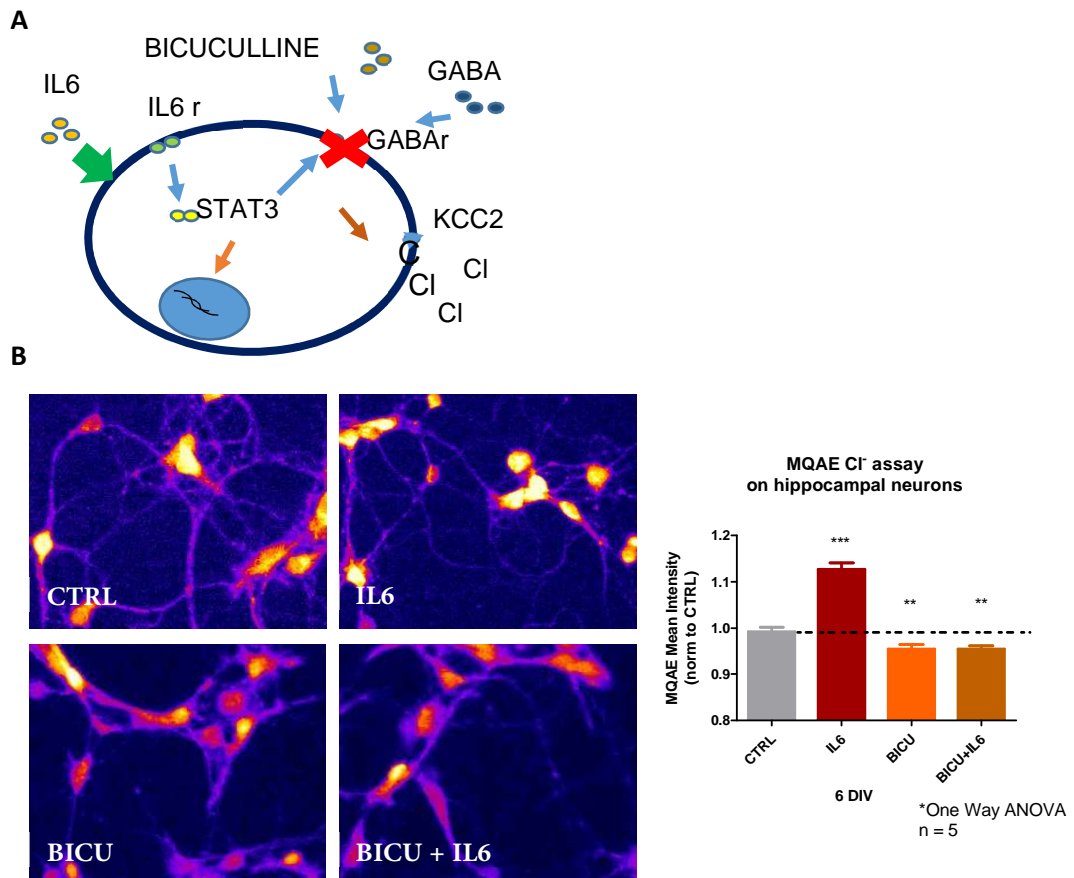 A
BICUCULLINE
GABA
IL6
IL6 r
GABAr
STAT3
KCC2
C
Cl
Cl
Cl
B
CTRL
IL6
BICU
BICU + IL6
MQAE Cl⁻ assay
on hippocampal neurons
MQAE Mean Intensity
(norm to CTRL)
1.2
1.1
1.0
0.9
0.8
***
**
**
CTRL
IL6
BICU
BICU+IL6
6 DIV
*One Way ANOVA
n = 5